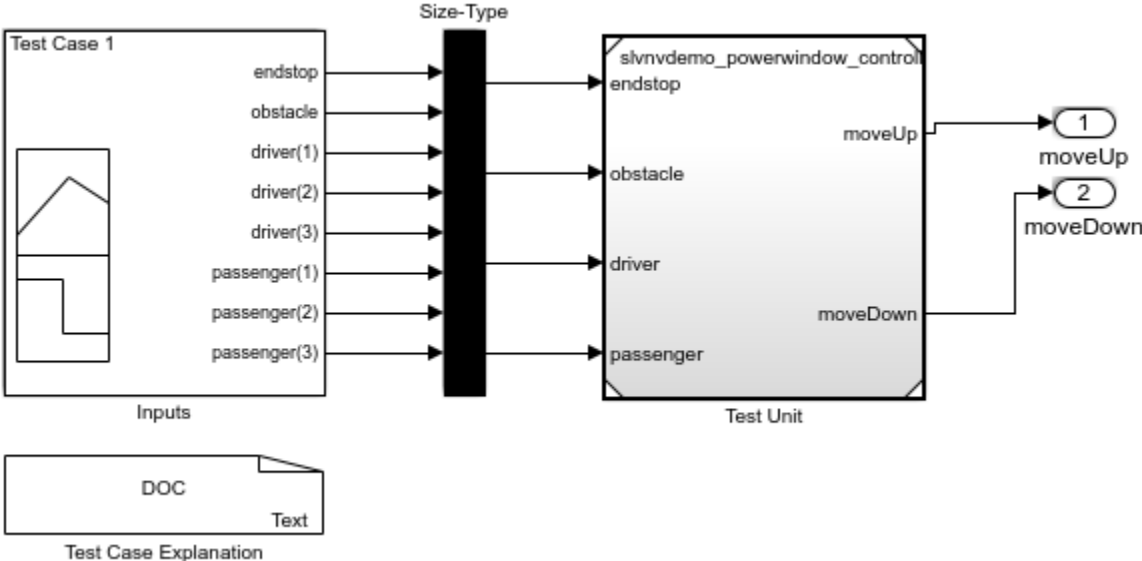 Size-Type
Test Case 1
endstop
obstacle
driver(1)
driver(2)
driver(3)
passenger(1)
passenger(2)
passenger(3)
Inputs
slvnvdemo_powerwindow_controll
endstop
obstacle
driver
passenger
moveUp
moveDown
Test Unit
1
moveUp
2
moveDown
DOC
Text
Test Case Explanation